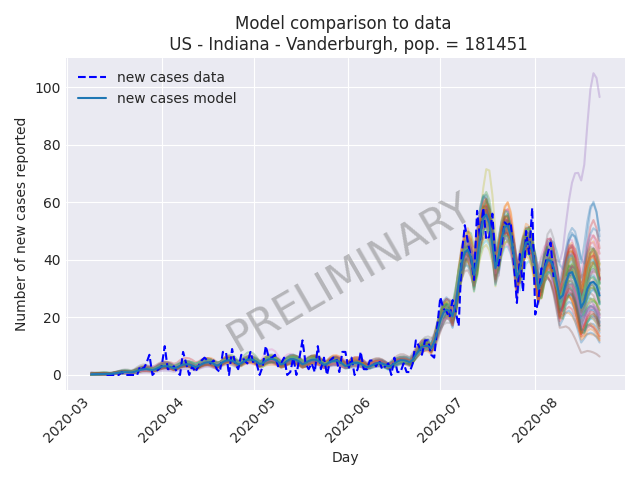 Model comparison to data
US - Indiana - Vanderburgh, pop. = 181451
new cases data
new cases model
Number of new cases reported
100
80
60
40
20
0
PRELIMINARY
2020-03
2020-04
2020-05
2020-06
2020-07
2020-08
Day